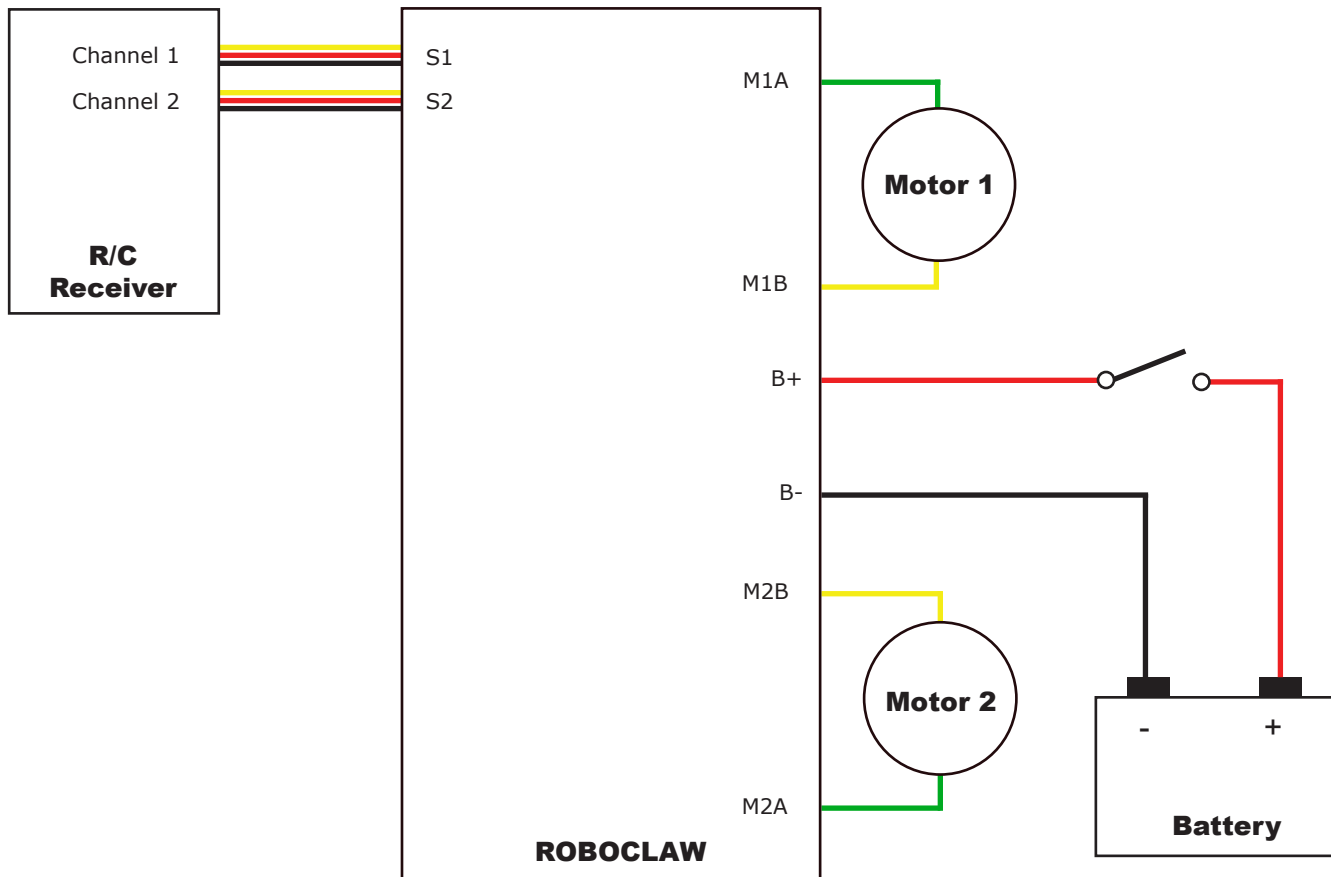 Channel 1
Channel 2
R/C
Receiver
S1
S2
ROBOCLAW
M1A
M1B
B+
B-
M2B
M2A
Motor 1
Motor 2
- +
Battery